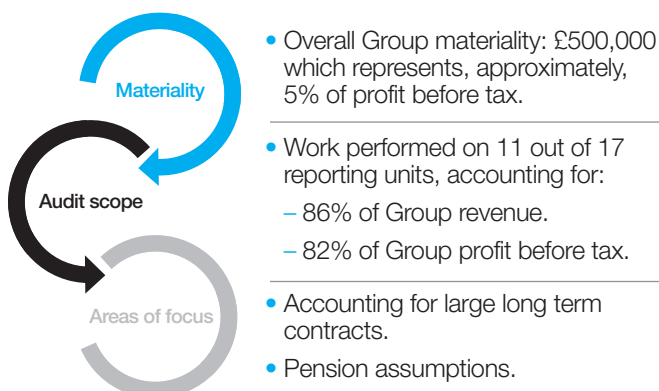 Materiality
• Overall Group materiality: £500,000
which represents, approximately,
5% of profit before tax.
Audit scope
• Work performed on 11 out of 17
reporting units, accounting for:
– 86% of Group revenue.
– 82% of Group profit before tax.
Areas of focus
• Accounting for large long term
contracts.
• Pension assumptions.